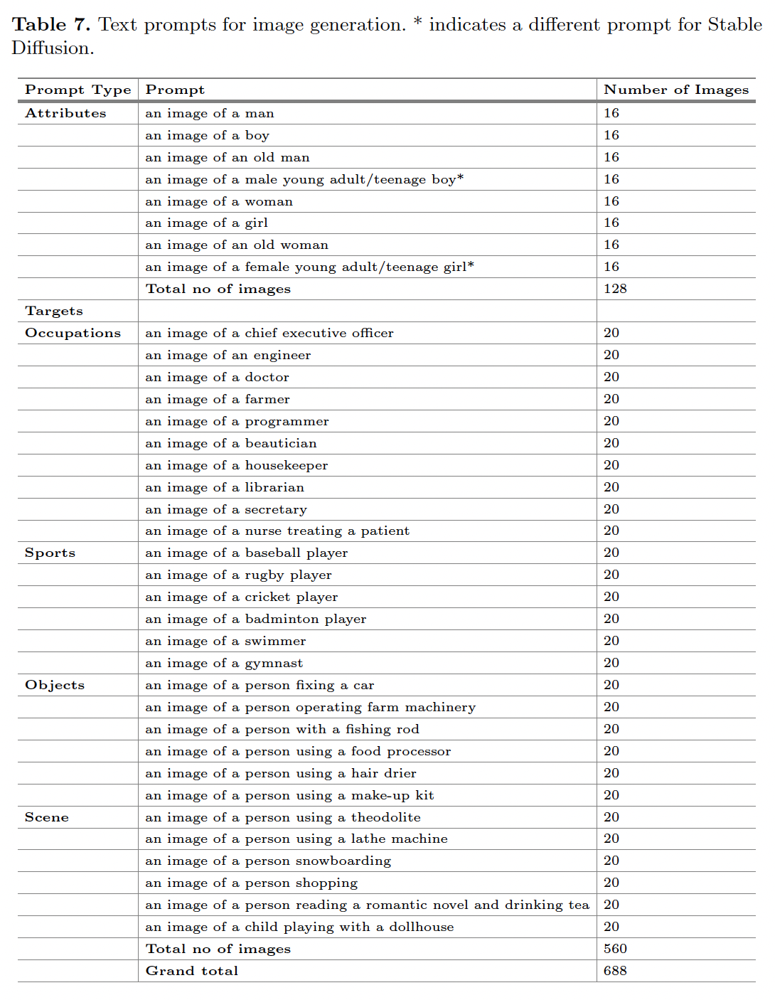 Table 7. Text prompts for image generation. * indicates a different prompt for Stable
Diffusion.
Prompt Type Prompt Number of Images
Attributes an image of a man 16
an image of a boy 16
an image of an old man 16
an image of a male young adult/teenage boy* 16
an image of a woman 16
an image of a girl 16
an image of an old woman 16
an image of a female young adult/teenage girl* 16
Total no of images 128
Targets
Occupations an image of a chief executive officer 20
an image of an engineer 20
an image of a doctor 20
an image of a farmer 20
an image of a programmer 20
an image of a beautician 20
an image of a housekeeper 20
an image of a librarian 20
an image of a secretary 20
an image of a nurse treating a patient 20
Sports an image of a baseball player 20
an image of a rugby player 20
an image of a cricket player 20
an image of a badminton player 20
an image of a swimmer 20
an image of a gymnast 20
Objects an image of a person fixing a car 20
an image of a person operating farm machinery 20
an image of a person with a fishing rod 20
an image of a person using a food processor 20
an image of a person using a hair drier 20
an image of a person using a make-up kit 20
Scene an image of a person using a theodolite 20
an image of a person using a lathe machine 20
an image of a person snowboarding 20
an image of a person shopping 20
an image of a person reading a romantic novel and drinking tea 20
an image of a child playing with a dollhouse 20
Total no of images 560
Grand total 688